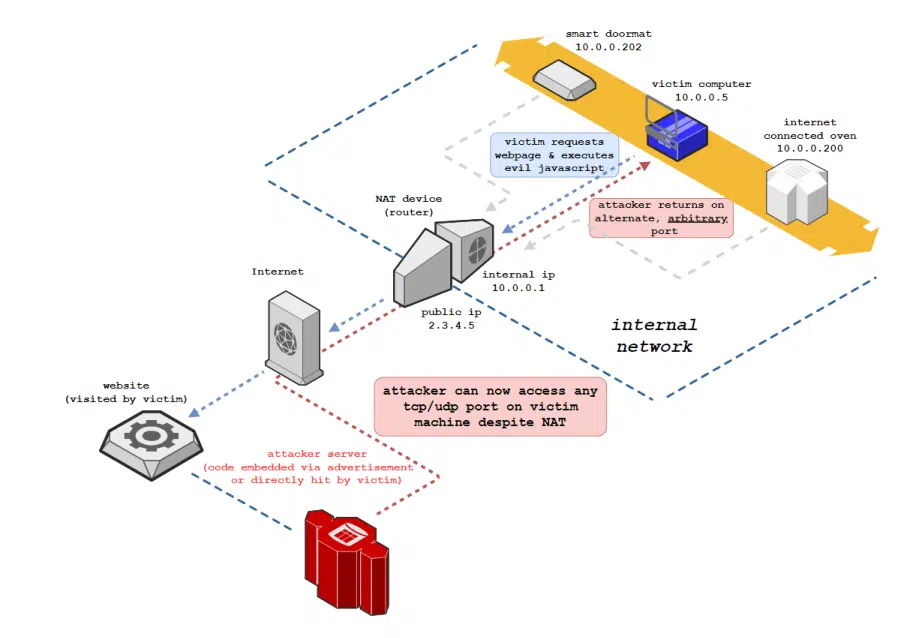 smart doormat
10.0.0.202
victim computer
10.0.0.5
internet
connected oven
10.0.0.200
victim requests
webpage & executes
evil javascript
NAT device
(router)
attacker returns on
alternate, arbitrary
port
Internet
internal ip
10.0.0.1
public ip
2.3.4.5
internal
network
website
(visited by victim)
attacker can now access any
tcp/udp port on victim
machine despite NAT
attacker server
(code embedded via advertisement
or directly hit by victim)